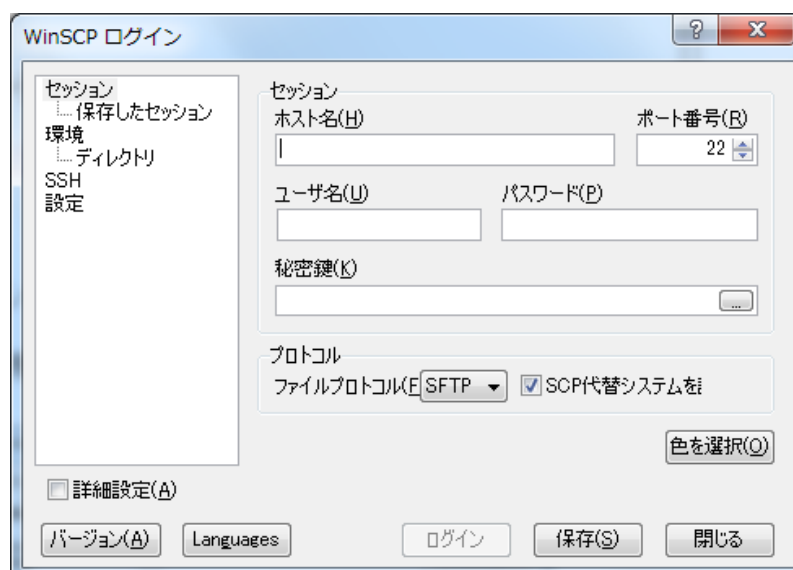 WinSCP ログイン
セッション
保存したセッション
環境
ディレクトリ
SSH
設定
セッション
ホスト名(H) ポート番号(R)
22
ユーザ名(U) パスワード(P)
秘密鍵(K)
...
プロトコル
ファイルプロトコル(F SFTP SCP代替システムを
色を選択(O)
詳細設定(A)
バージョン(A) Languages ログイン 保存(S) 閉じる